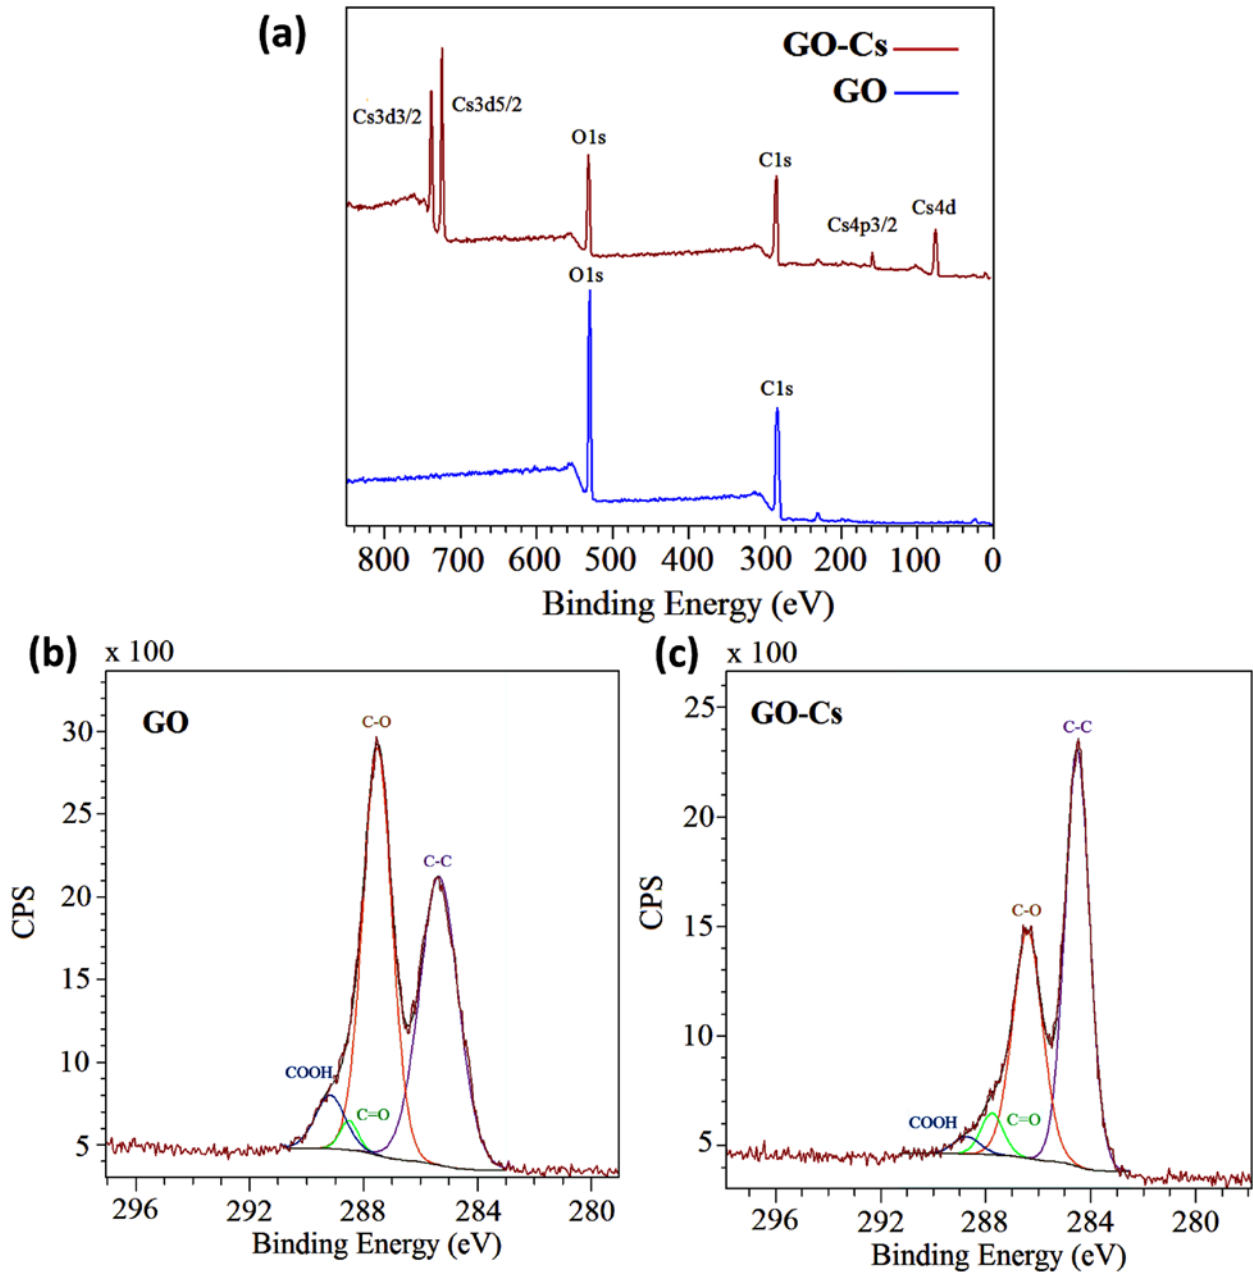 (a)
GO-Cs
GO
Cs3d3/2
Cs3d5/2
O1s
C1s
Cs4p3/2
Cs4d
O1s
C1s
800 700 600 500 400 300 200 100 0
Binding Energy (eV)
(b) x 100
GO
C-O
C-C
COOH
C=O
30
25
20
15
10
5
CPS
296 292 288 284 280
Binding Energy (eV)
(c) x 100
GO-Cs
C-C
C-O
COOH
C=O
25
20
15
10
5
CPS
296 292 288 284 280
Binding Energy (eV)